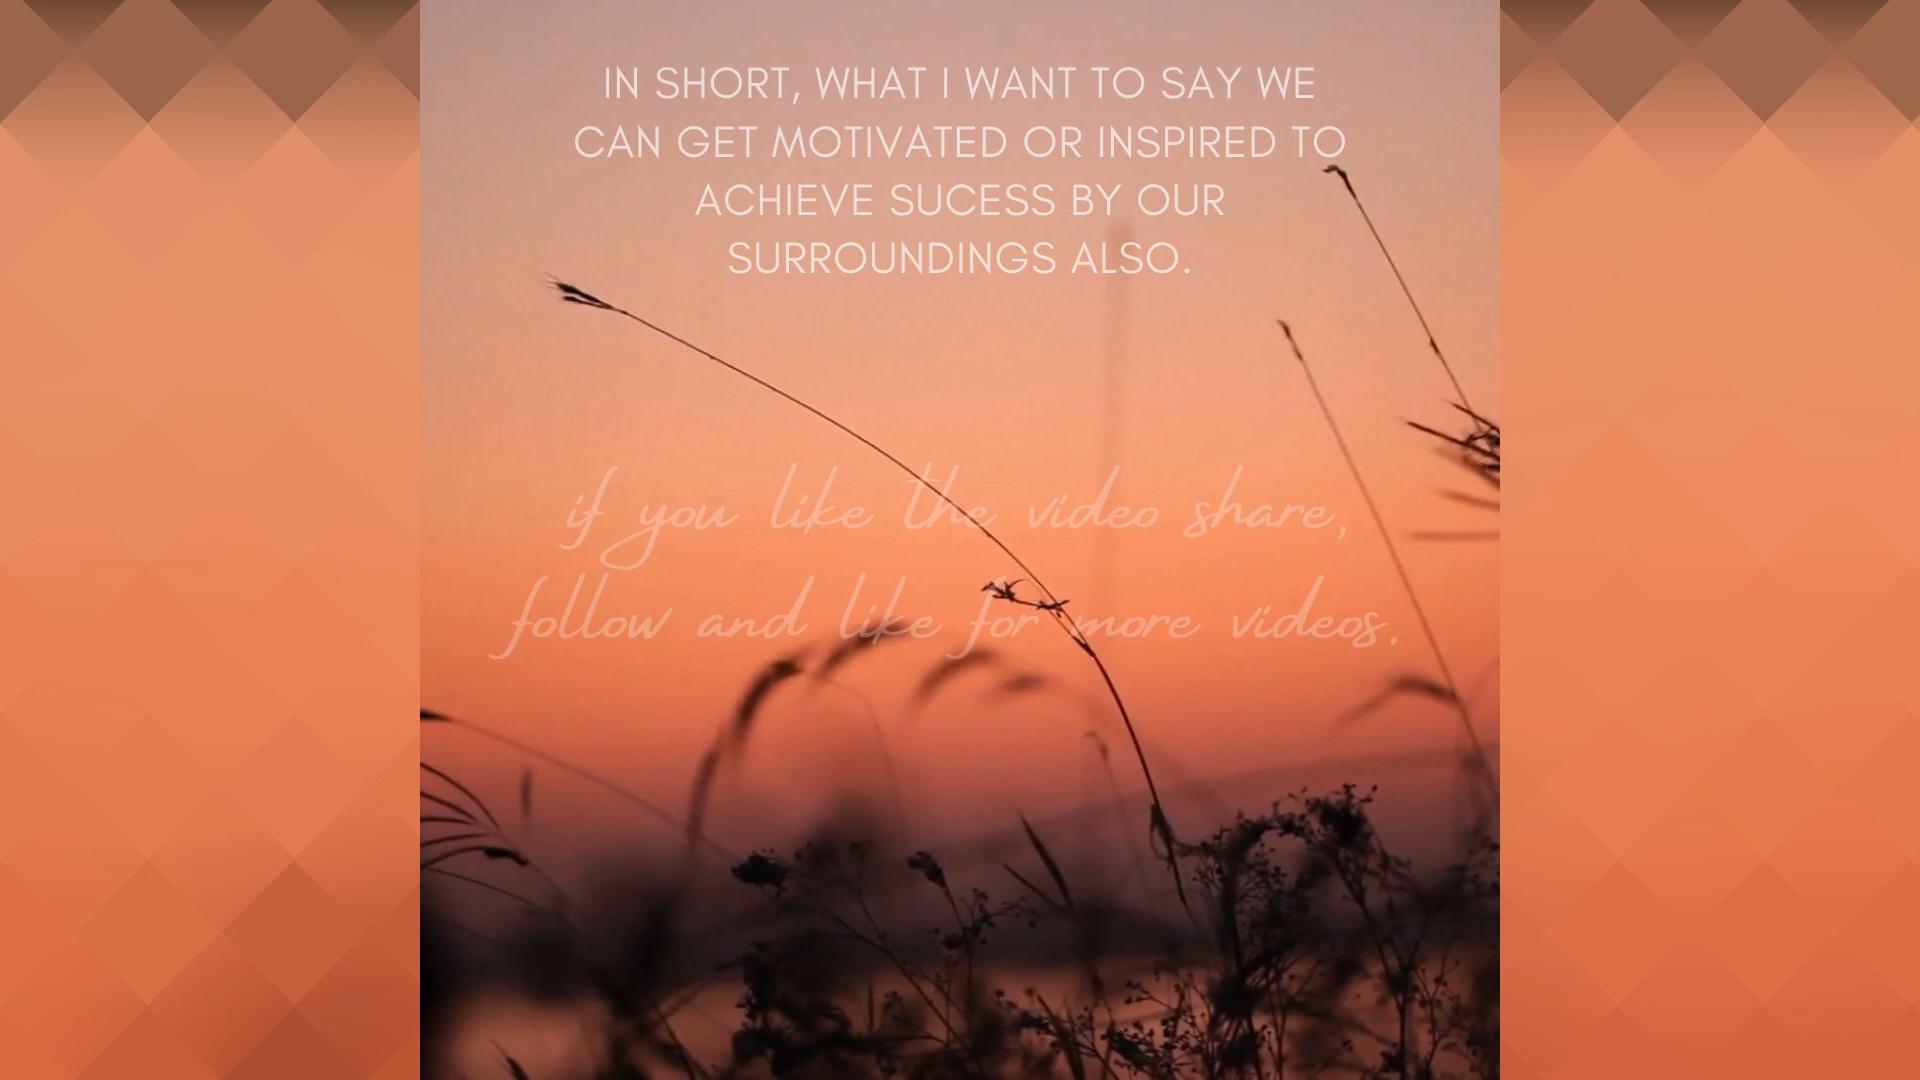 IN SHORT, WHAT I WANT TO SAY WE
CAN GET MOTIVATED OR INSPIRED TO
ACHIEVE SUCESS BY OUR
SURROUNDINGS ALSO.
if you like the video share,
follow and like for more videos.